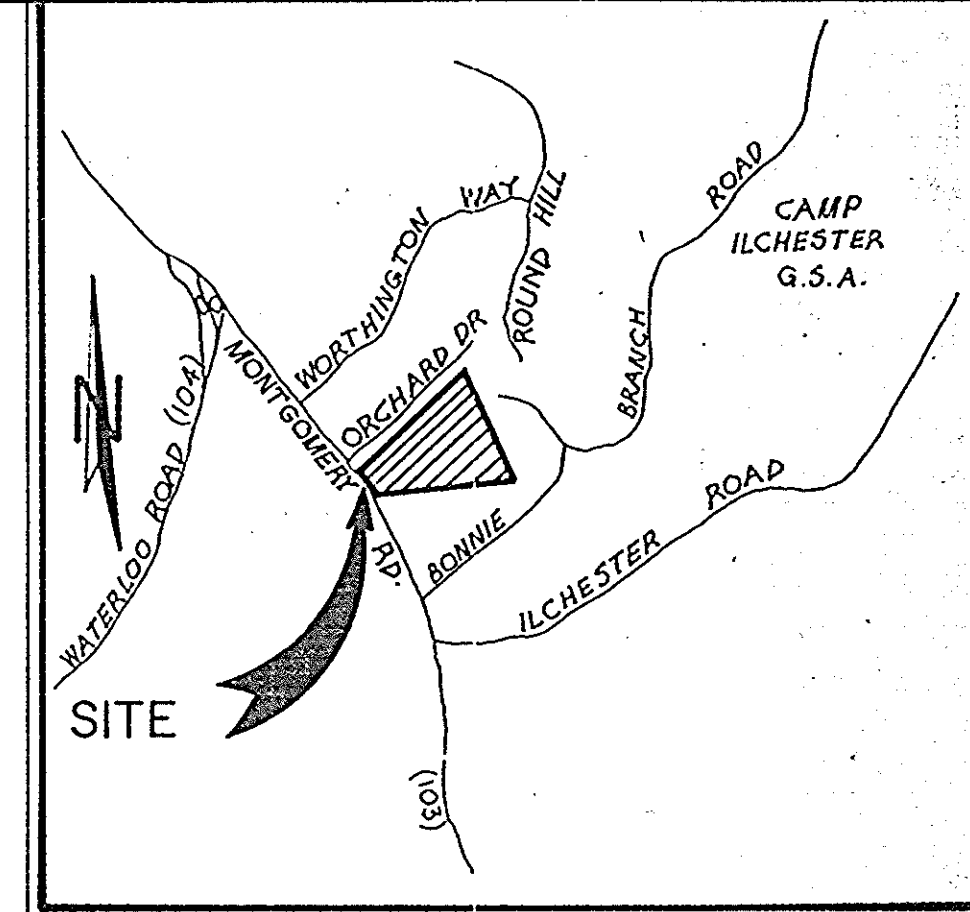 WORTHINGTON WAY
ROUND HILL
BRANCH
ROAD
CAMP
ILCHESTER
G.S.A.
MONTGOMERY
RD.
ORCHARD DR
N
WATERLOO ROAD (104)
BONNIE
ILCHESTER ROAD
SITE
(103)